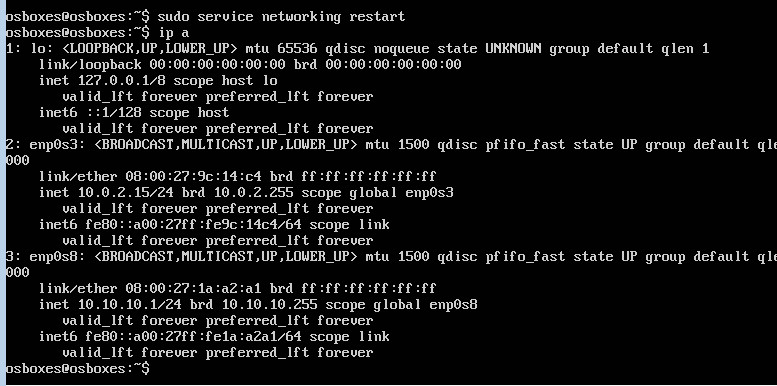 osboxes@osboxes:~$ sudo service networking restart
osboxes@osboxes:~$ ip a
1: lo: <LOOPBACK,UP,LOWER_UP> mtu 65536 qdisc noqueue state UNKNOWN group default qlen 1
    link/loopback 00:00:00:00:00:00 brd 00:00:00:00:00:00
    inet 127.0.0.1/8 scope host lo
       valid_lft forever preferred_lft forever
    inet6 ::1/128 scope host
       valid_lft forever preferred_lft forever
2: enp0s3: <BROADCAST,MULTICAST,UP,LOWER_UP> mtu 1500 qdisc pfifo_fast state UP group default qle
000
    link/ether 08:00:27:9c:14:c4 brd ff:ff:ff:ff:ff:ff
    inet 10.0.2.15/24 brd 10.0.2.255 scope global enp0s3
       valid_lft forever preferred_lft forever
    inet6 fe80::a00:27ff:fe9c:14c4/64 scope link
       valid_lft forever preferred_lft forever
3: enp0s8: <BROADCAST,MULTICAST,UP,LOWER_UP> mtu 1500 qdisc pfifo_fast state UP group default qle
000
    link/ether 08:00:27:1a:a2:a1 brd ff:ff:ff:ff:ff:ff
    inet 10.10.10.1/24 brd 10.10.10.255 scope global enp0s8
       valid_lft forever preferred_lft forever
    inet6 fe80::a00:27ff:fe1a:a2a1/64 scope link
       valid_lft forever preferred_lft forever
osboxes@osboxes:~$